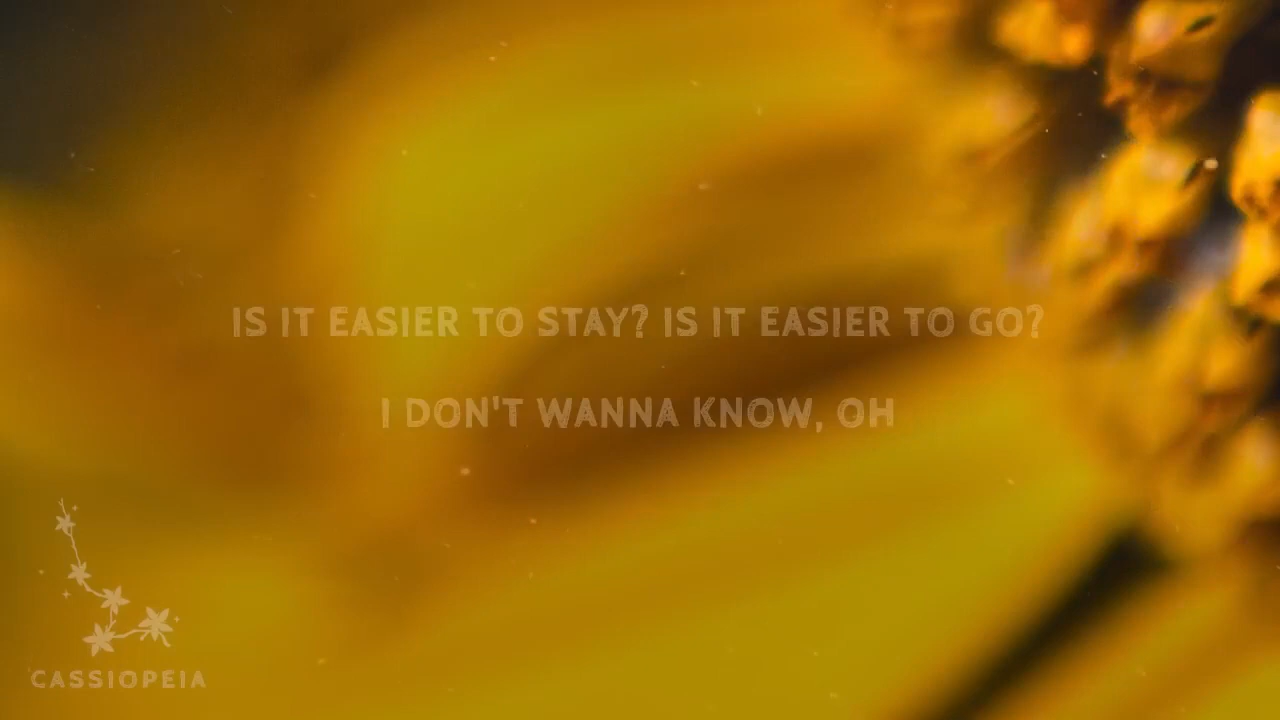 IS IT EASIER TO STAY? IS IT EASIER TO GO?
I DON'T WANNA KNOW, OH
CASSIOPEIA